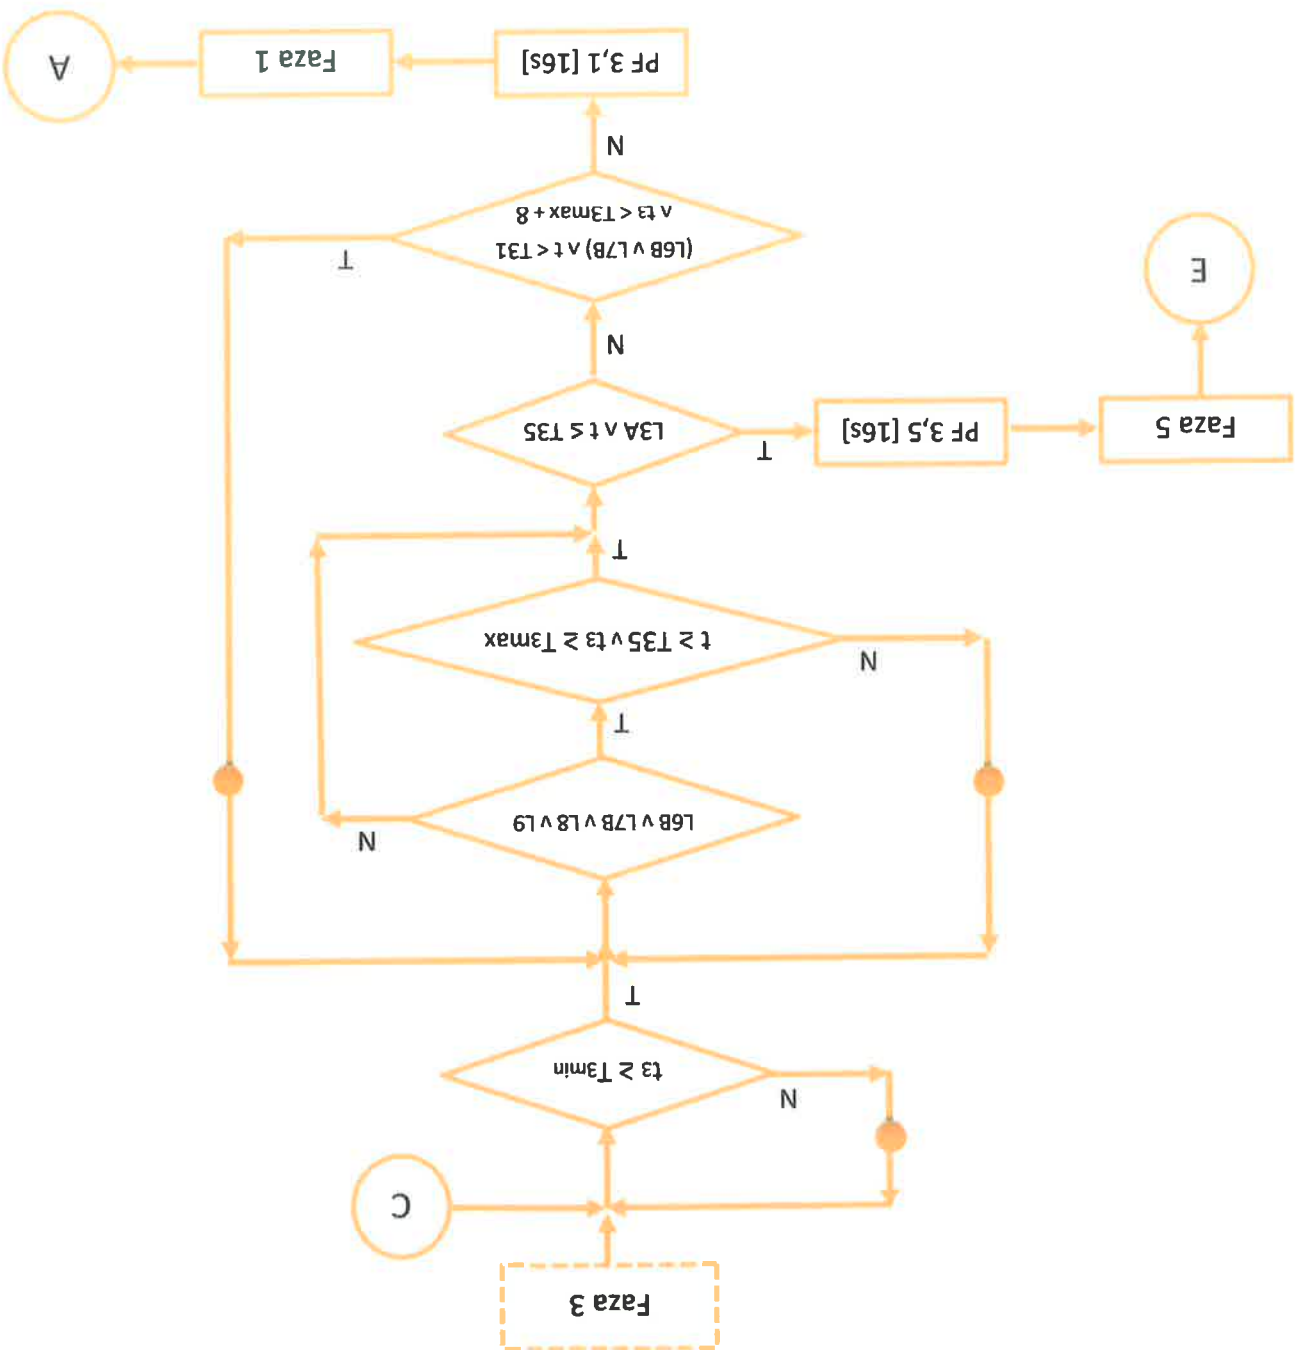 Faza 3
C
t3 ≥ T3min
N
T
L6B ∨ L7B ∨ L8 ∨ L9
N
T
t ≥ T35 ∨ t3 ≥ T3max
N
T
L3A ∧ t ≤ T35
T
PF 3,5 [16s]
Faza 5
E
N
(L6B ∨ L7B) ∧ t < T31
∧ t3 < T3max + 8
T
N
PF 3,1 [16s]
Faza 1
A